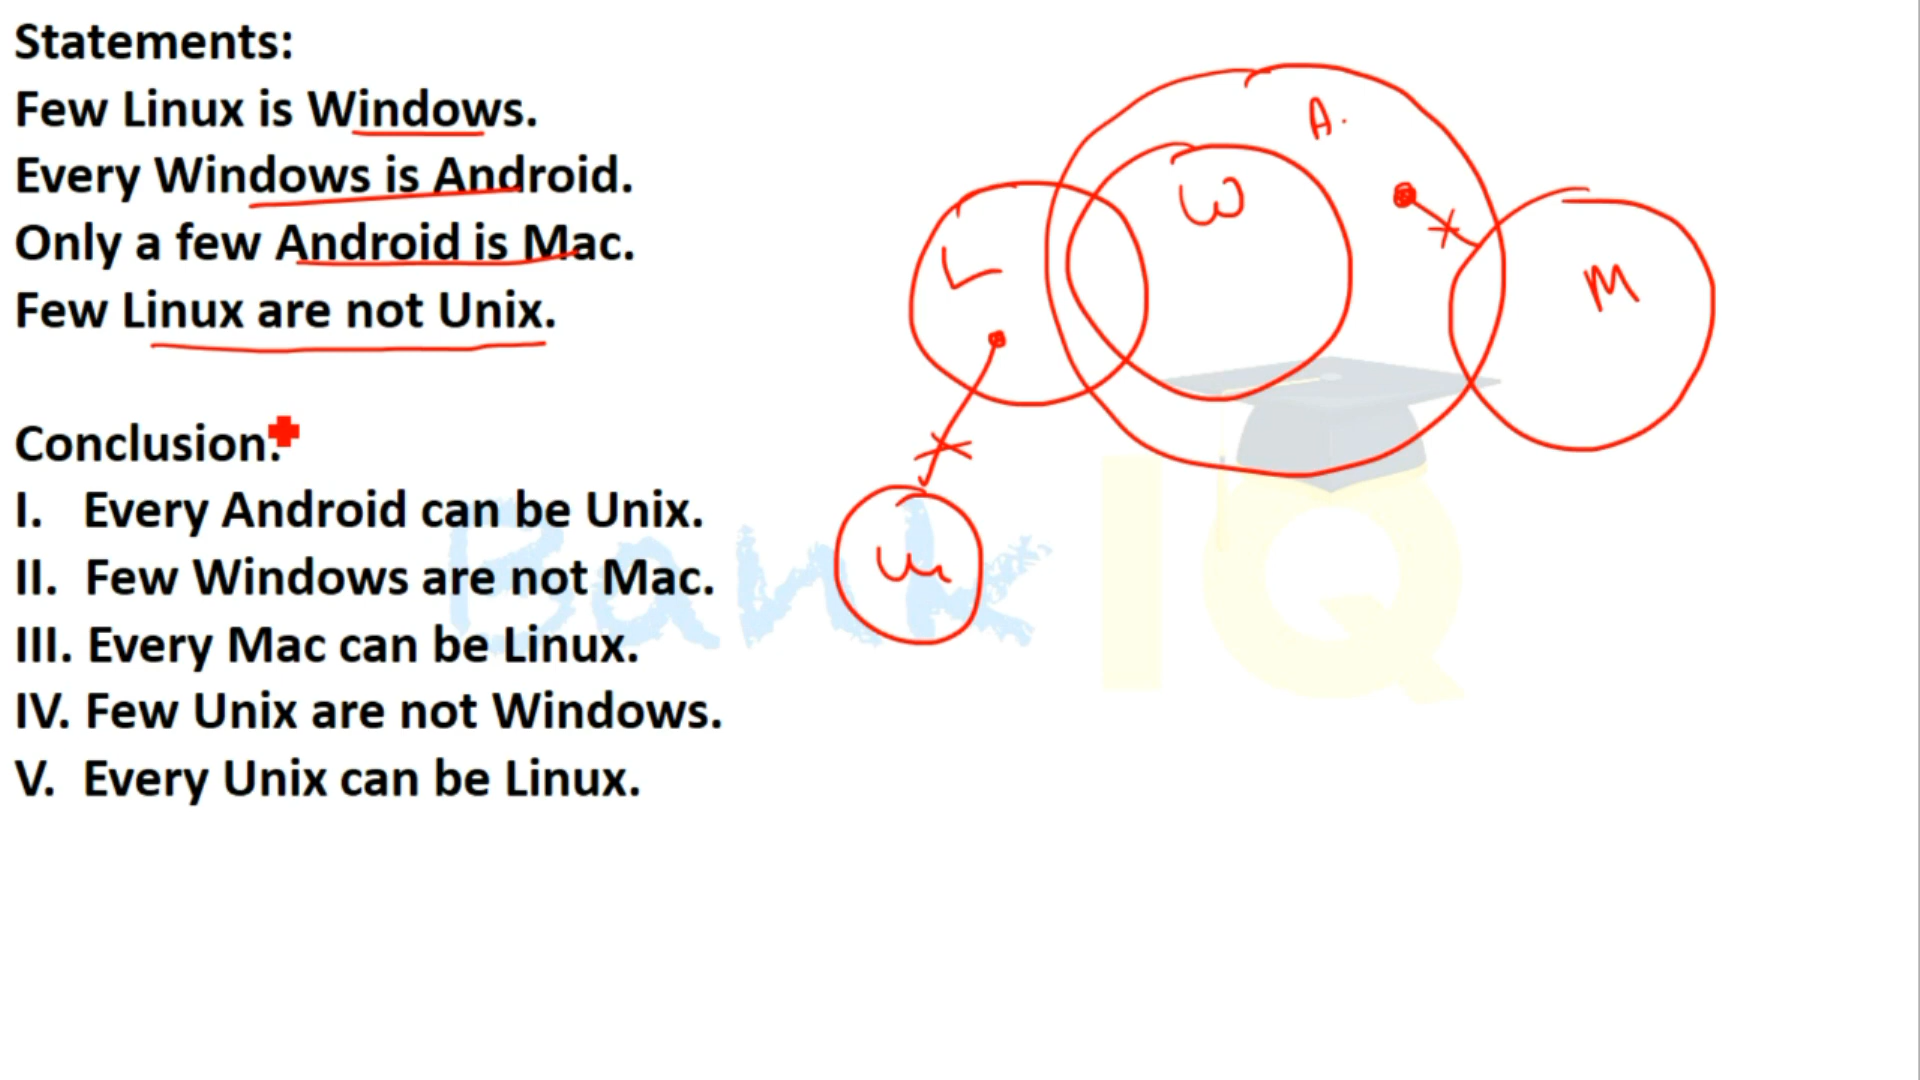 Statements:
Few Linux is Windows.
Every Windows is Android.
Only a few Android is Mac.
Few Linux are not Unix.
Conclusion:
I. Every Android can be Unix.
II. Few Windows are not Mac.
III. Every Mac can be Linux.
IV. Few Unix are not Windows.
V. Every Unix can be Linux.
A.
W
L
M
U
Bank IQ